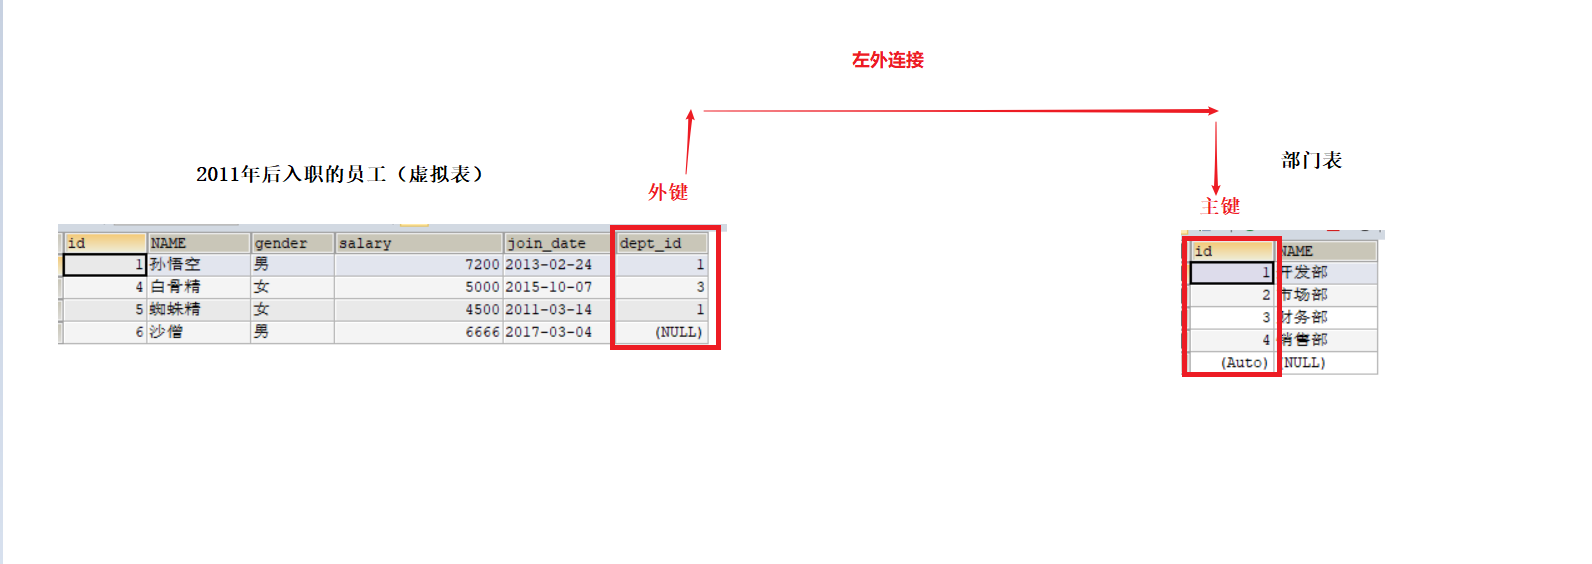 左外连接
2011年后入职的员工（虚拟表）
部门表
外键
主键
id NAME gender salary join_date dept_id
1 孙悟空 男 7200 2013-02-24 1
4 白骨精 女 5000 2015-10-07 3
5 蜘蛛精 女 4500 2011-03-14 1
6 沙僧 男 6666 2017-03-04 (NULL)
id NAME
1 开发部
2 市场部
3 财务部
4 销售部
(Auto) (NULL)